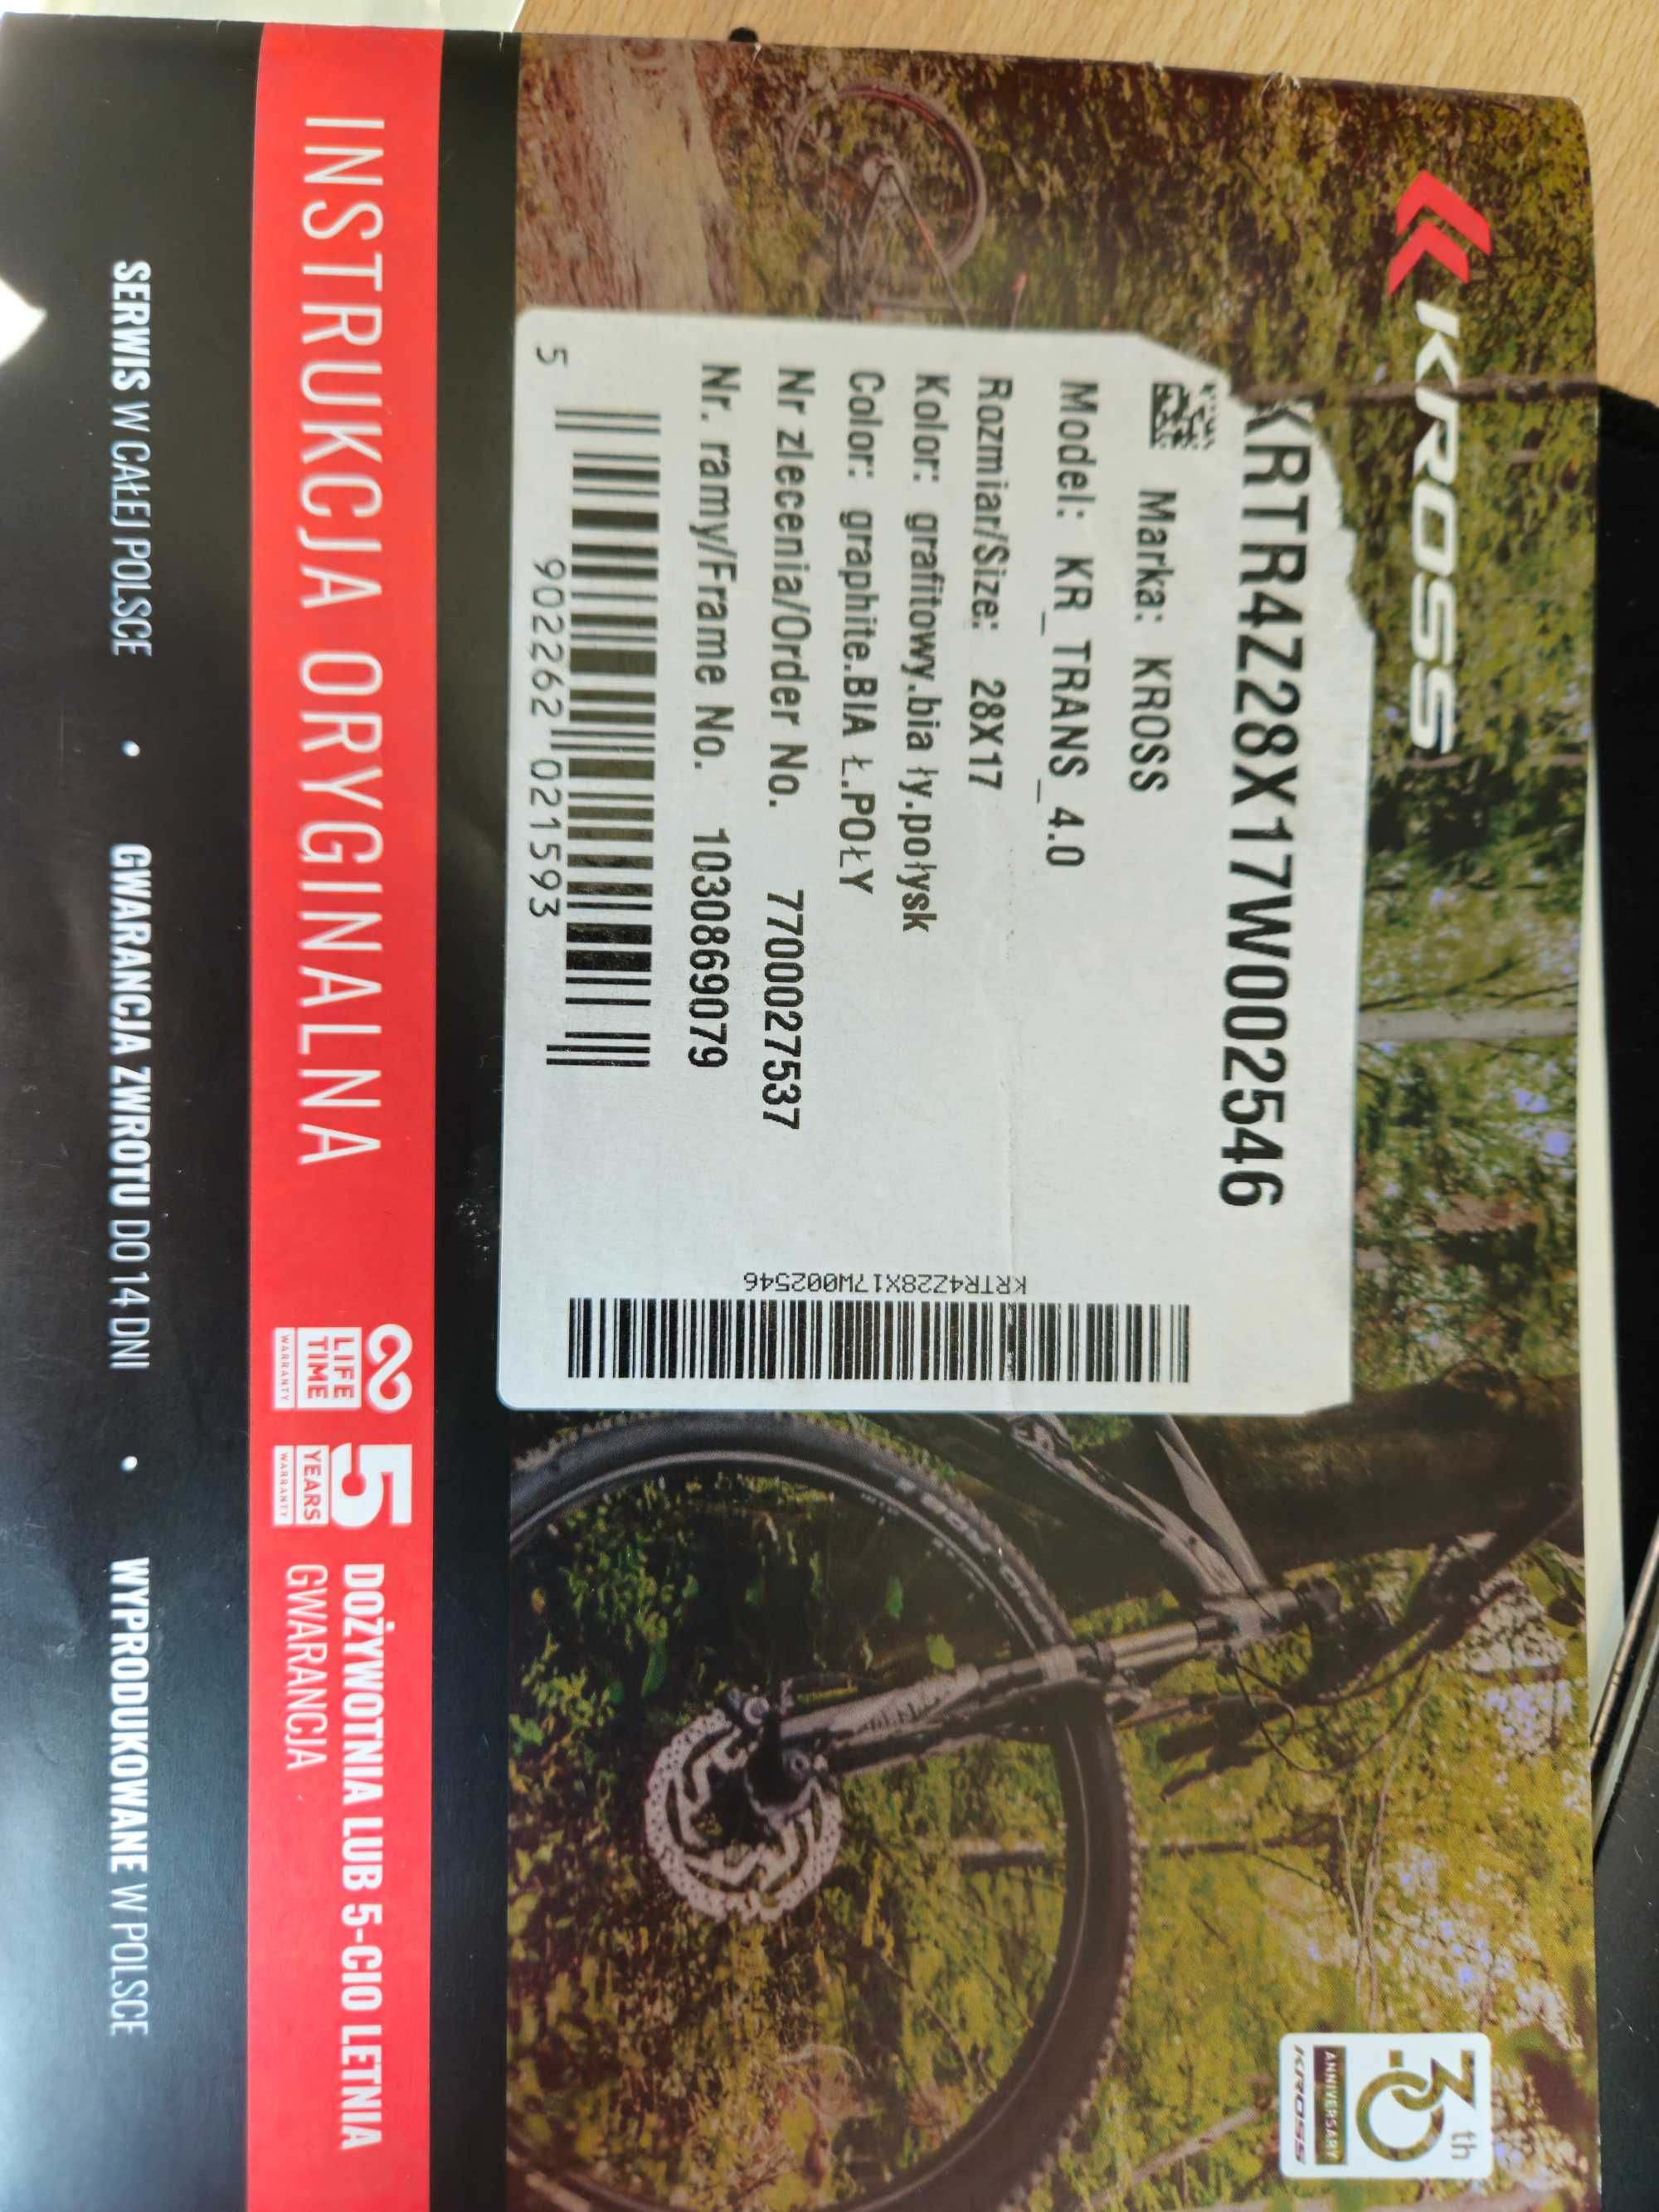 KROSS
30th
ANNIVERSARY
KROSS
KRTR4Z28X17W002546
Marka: KROSS
Model: KR_TRANS_4.0
Rozmiar/Size: 28X17
Kolor: grafitowy.bia ły.połysk
Color: graphite.BIA Ł.POŁY
Nr zlecenia/Order No. 7700027537
Nr. ramy/Frame No. 1030869079
5 902262 021593
KRTR4Z28X17W002546
INSTRUKCJA ORYGINALNA
LIFE
TIME
WARRANTY
5
YEARS
WARRANTY
DOŻYWOTNIA LUB 5-CIO LETNIA
GWARANCJA
SERWIS W CAŁEJ POLSCE • GWARANCJA ZWROTU DO 14 DNI • WYPRODUKOWANE W POLSCE